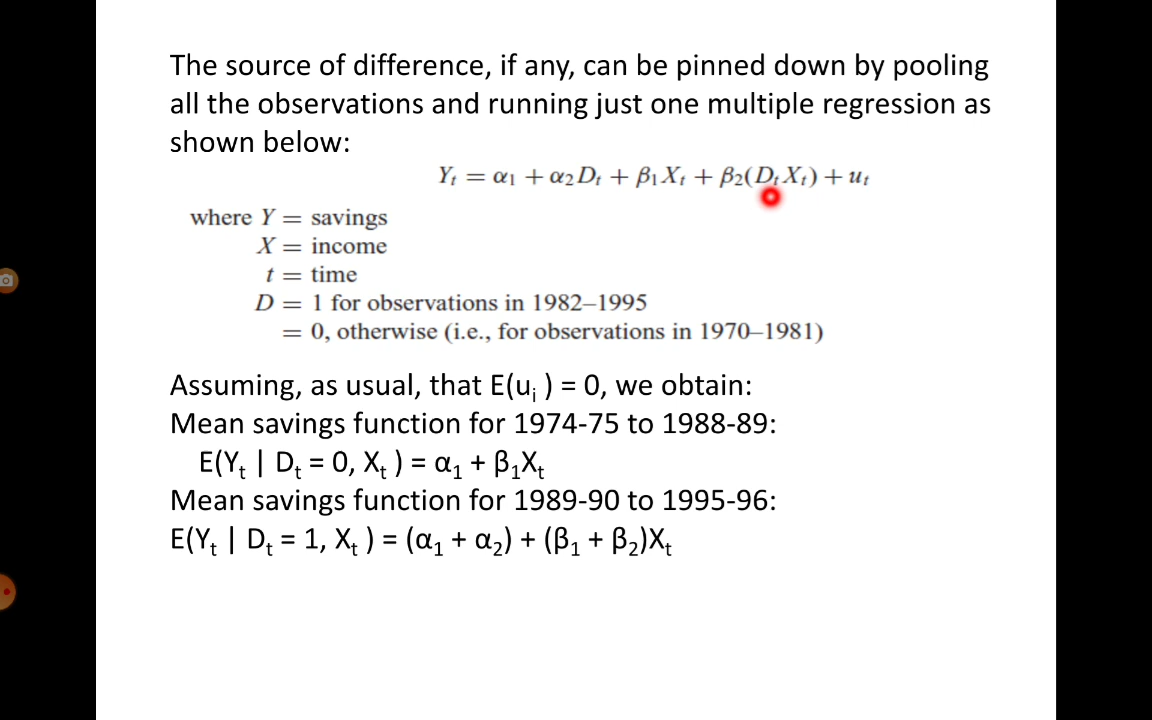 The source of difference, if any, can be pinned down by pooling
all the observations and running just one multiple regression as
shown below:
Yₜ = α₁ + α₂Dₜ + β₁Xₜ + β₂(DₜXₜ) + uₜ
where Y = savings
X = income
t = time
D = 1 for observations in 1982–1995
= 0, otherwise (i.e., for observations in 1970–1981)
Assuming, as usual, that E(uᵢ ) = 0, we obtain:
Mean savings function for 1974-75 to 1988-89:
E(Yₜ | Dₜ = 0, Xₜ ) = α₁ + β₁Xₜ
Mean savings function for 1989-90 to 1995-96:
E(Yₜ | Dₜ = 1, Xₜ ) = (α₁ + α₂) + (β₁ + β₂)Xₜ